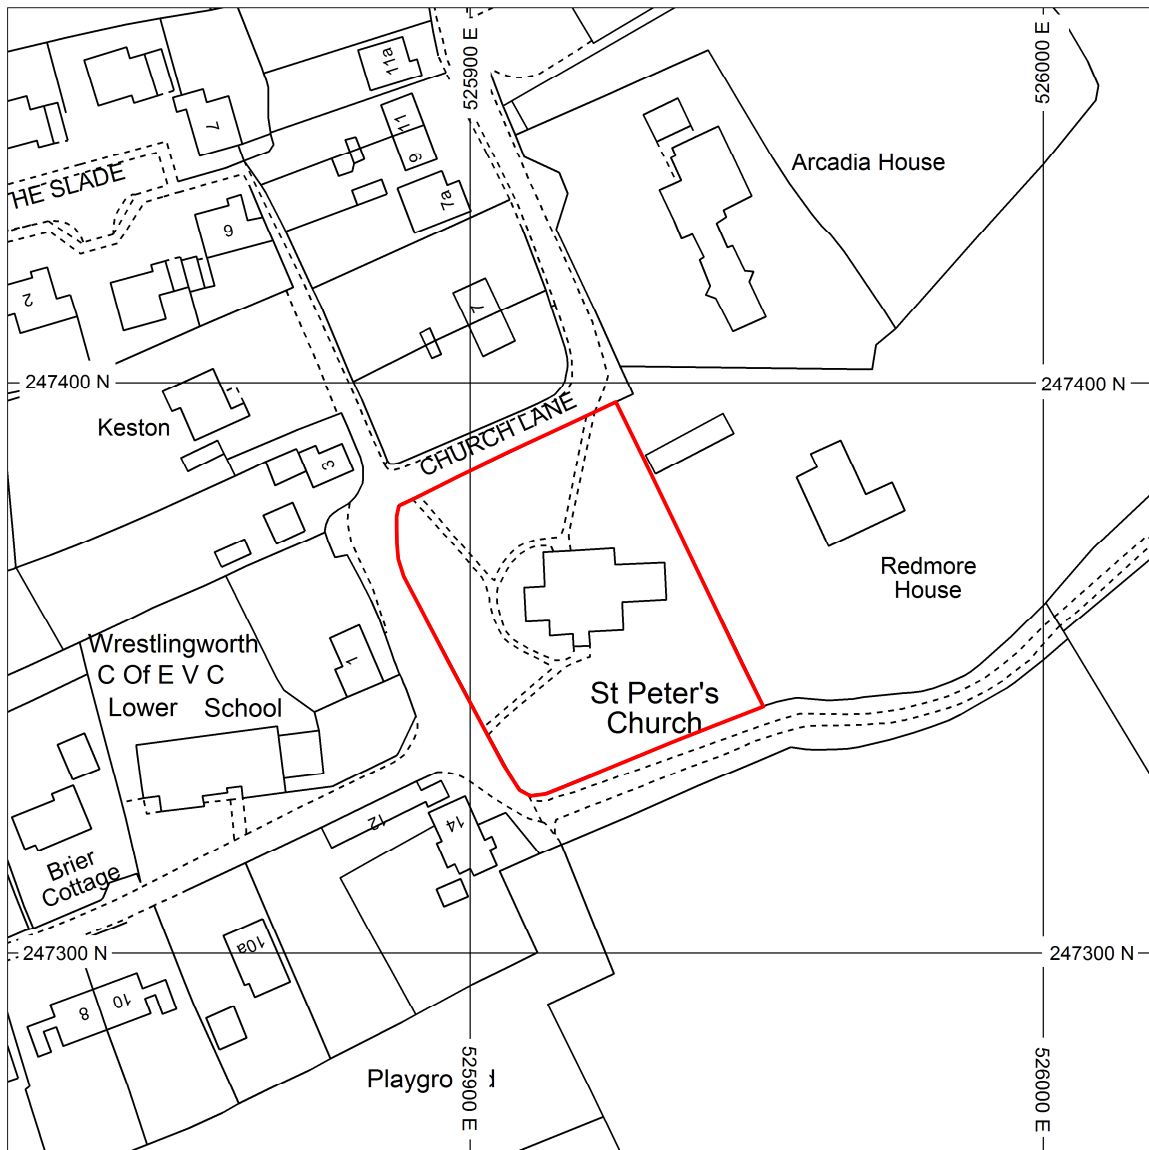 525900 E
526000 E
11a
11
9
7
7a
Arcadia House
HE SLADE
6
2
7
247400 N
247400 N
Keston
CHURCH LANE
3
Redmore
House
Wrestlingworth
C Of E V C
Lower School
1
St Peter's
Church
12
14
Brier
Cottage
10a
247300 N
247300 N
10
8
Playgro d
525900 E
526000 E